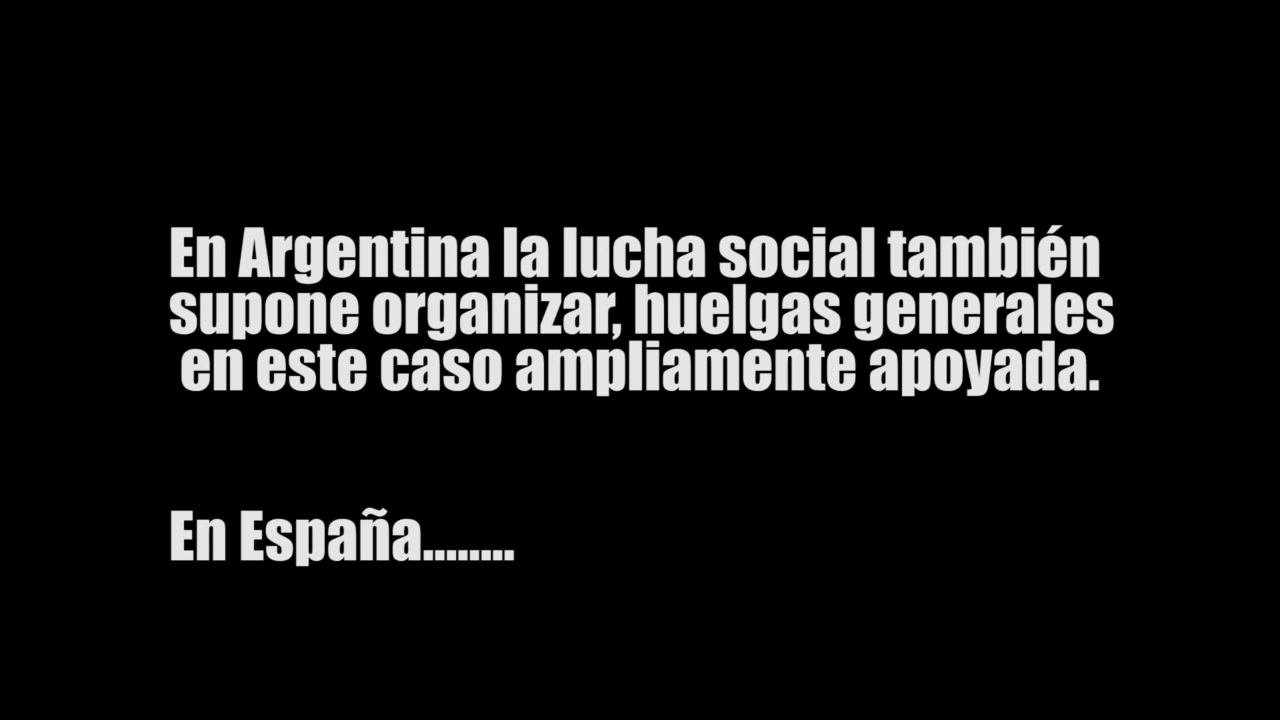 En Argentina la lucha social también
supone organizar, huelgas generales
en este caso ampliamente apoyada.
En España........